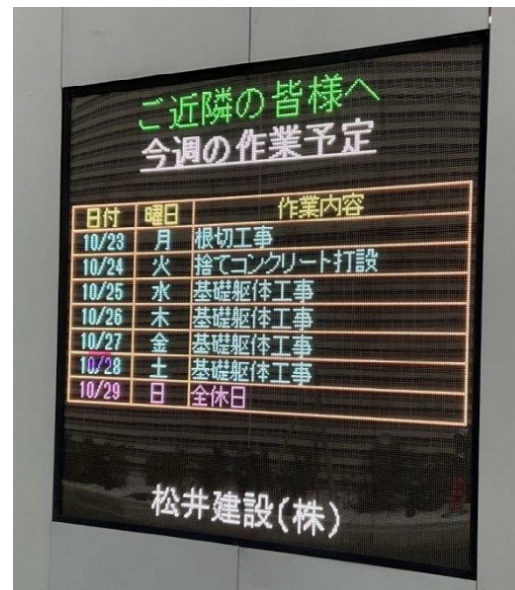 ご近隣の皆様へ
今週の作業予定
日付 曜日 作業内容
10/23 月 根切工事
10/24 火 捨てコンクリート打設
10/25 水 基礎躯体工事
10/26 木 基礎躯体工事
10/27 金 基礎躯体工事
10/28 土 基礎躯体工事
10/29 日 全休日
松井建設(株)